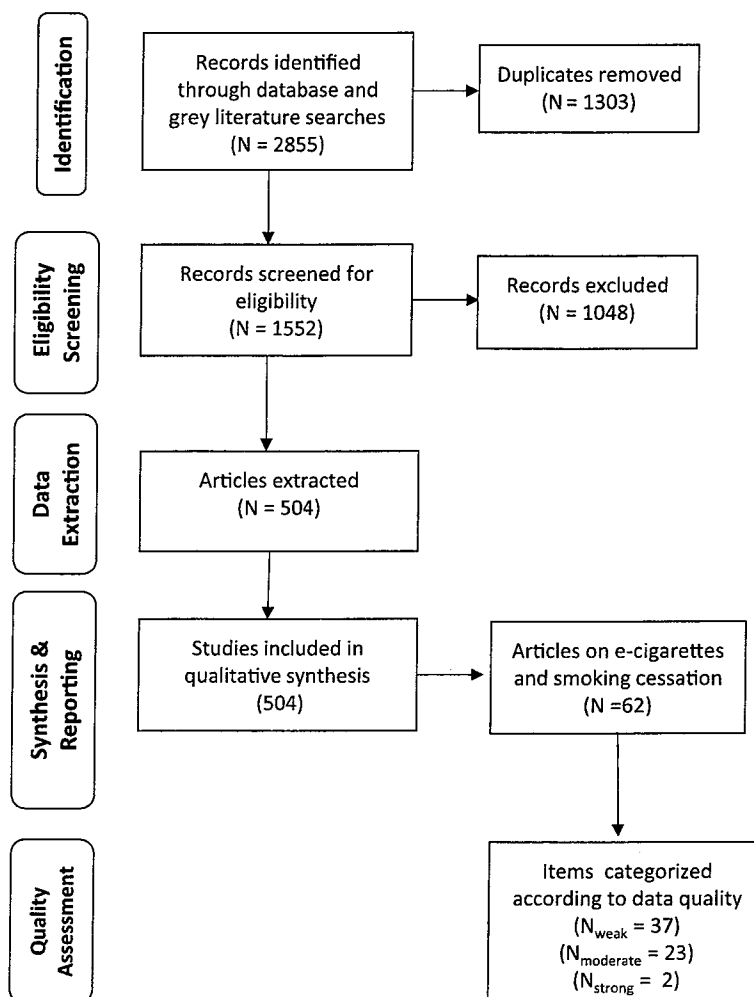 Identification
Records identified
through database and
grey literature searches
(N = 2855)
Duplicates removed
(N = 1303)
Eligibility
Screening
Records screened for
eligibility
(N = 1552)
Records excluded
(N = 1048)
Data
Extraction
Articles extracted
(N = 504)
Synthesis &
Reporting
Studies included in
qualitative synthesis
(504)
Articles on e-cigarettes
and smoking cessation
(N =62)
Quality
Assessment
Items categorized
according to data quality
(Nweak = 37)
(Nmoderate = 23)
(Nstrong = 2)